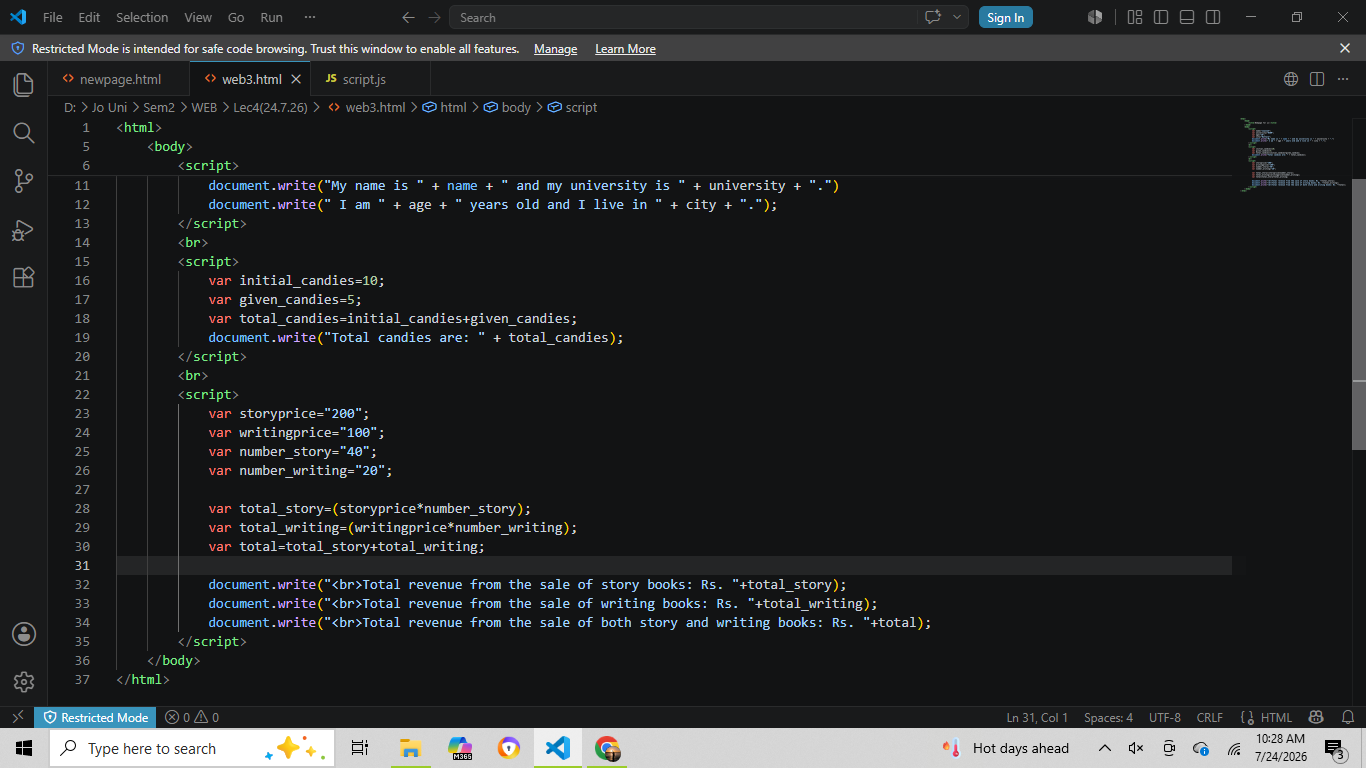 File Edit Selection View Go Run ··· Search Sign In
Restricted Mode is intended for safe code browsing. Trust this window to enable all features. Manage Learn More
newpage.html web3.html JS script.js
D: > Jo Uni > Sem2 > WEB > Lec4(24.7.26) > web3.html > html > body > script
1 <html>
5 <body>
6 <script>
11 document.write("My name is " + name + " and my university is " + university + ".")
12 document.write(" I am " + age + " years old and I live in " + city + ".");
13 </script>
14 <br>
15 <script>
16 var initial_candies=10;
17 var given_candies=5;
18 var total_candies=initial_candies+given_candies;
19 document.write("Total candies are: " + total_candies);
20 </script>
21 <br>
22 <script>
23 var storyprice="200";
24 var writingprice="100";
25 var number_story="40";
26 var number_writing="20";
27
28 var total_story=(storyprice*number_story);
29 var total_writing=(writingprice*number_writing);
30 var total=total_story+total_writing;
31
32 document.write("<br>Total revenue from the sale of story books: Rs. "+total_story);
33 document.write("<br>Total revenue from the sale of writing books: Rs. "+total_writing);
34 document.write("<br>Total revenue from the sale of both story and writing books: Rs. "+total);
35 </script>
36 </body>
37 </html>
Restricted Mode 0 0 Ln 31, Col 1 Spaces: 4 UTF-8 CRLF {} HTML
Type here to search M365 Hot days ahead 10:28 AM
7/24/2026 3